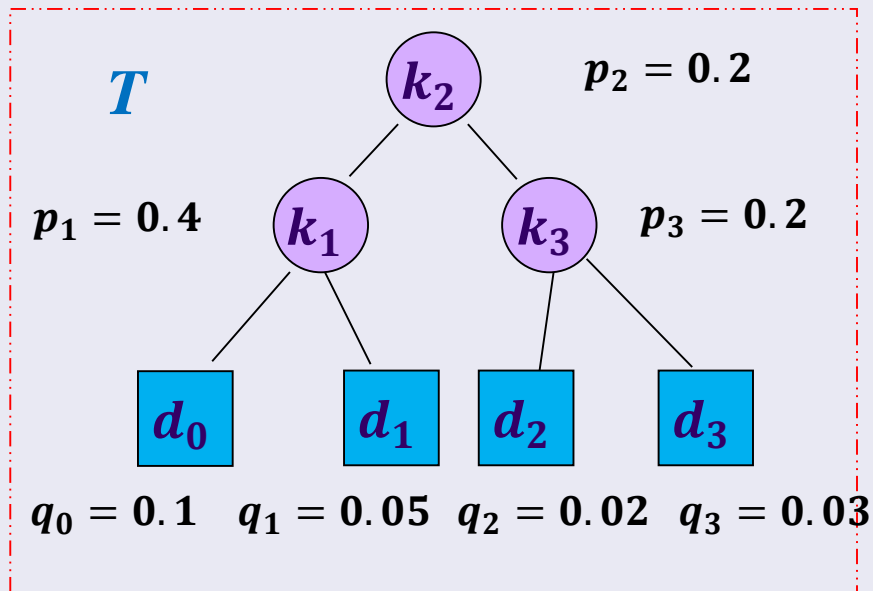 T
k₂
p₂ = 0.2
p₁ = 0.4
k₁
k₃
p₃ = 0.2
d₀
d₁
d₂
d₃
q₀ = 0.1 q₁ = 0.05 q₂ = 0.02 q₃ = 0.03